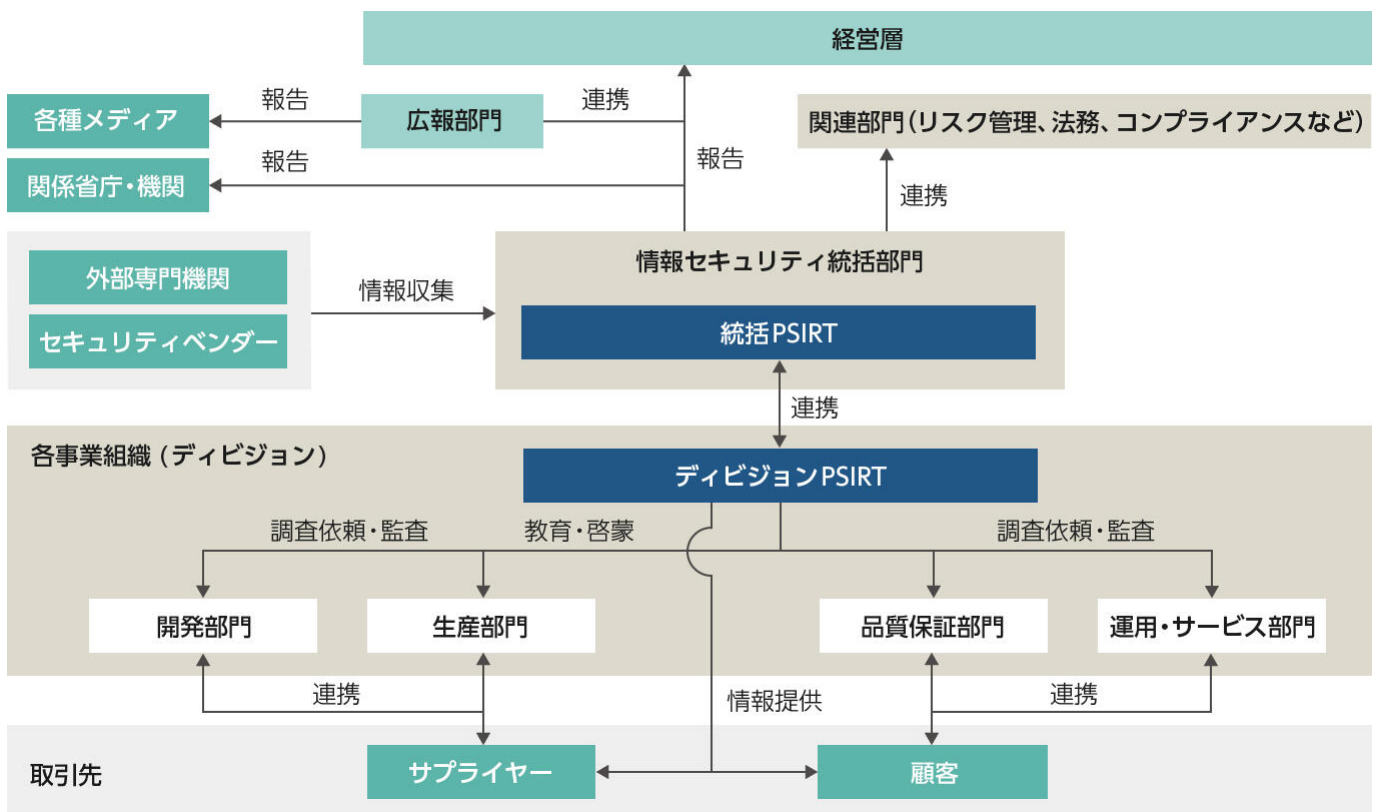 経営層
各種メディア
報告
広報部門
連携
関連部門(リスク管理、法務、コンプライアンスなど)
関係省庁・機関
報告
報告
連携
外部専門機関
セキュリティベンダー
情報収集
情報セキュリティ統括部門
統括PSIRT
連携
各事業組織(ディビジョン)
ディビジョンPSIRT
調査依頼・監査
教育・啓蒙
調査依頼・監査
開発部門
生産部門
品質保証部門
運用・サービス部門
連携
情報提供
連携
取引先
サプライヤー
顧客